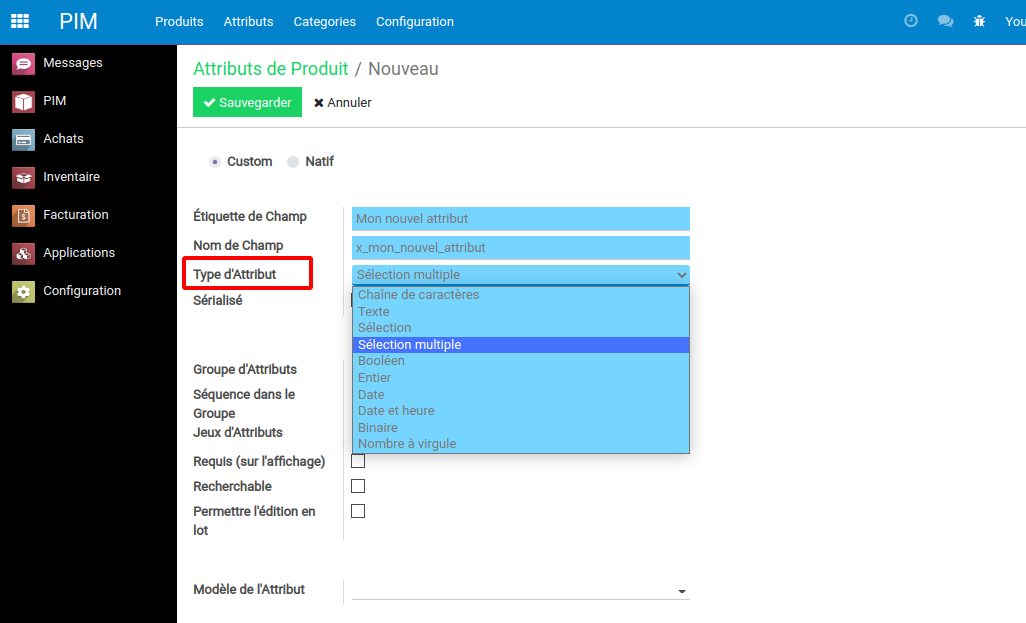 PIM
Produits
Attributs
Categories
Configuration
You
Messages
PIM
Achats
Inventaire
Facturation
Applications
Configuration
Attributs de Produit / Nouveau
Sauvegarder
Annuler
Custom
Natif
Étiquette de Champ
Mon nouvel attribut
Nom de Champ
x_mon_nouvel_attribut
Type d'Attribut
Sélection multiple
Sérialisé
Chaîne de caractères
Texte
Sélection
Sélection multiple
Booléen
Entier
Date
Date et heure
Binaire
Nombre à virgule
Groupe d'Attributs
Séquence dans le
Groupe
Jeux d'Attributs
Requis (sur l'affichage)
Recherchable
Permettre l'édition en
lot
Modèle de l'Attribut